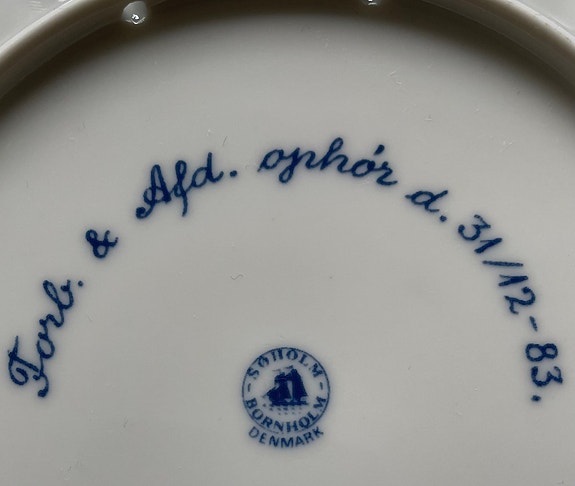 Forb. & Afd. ophór d. 31/12-83.
SØHOLM
BORNHOLM
DENMARK